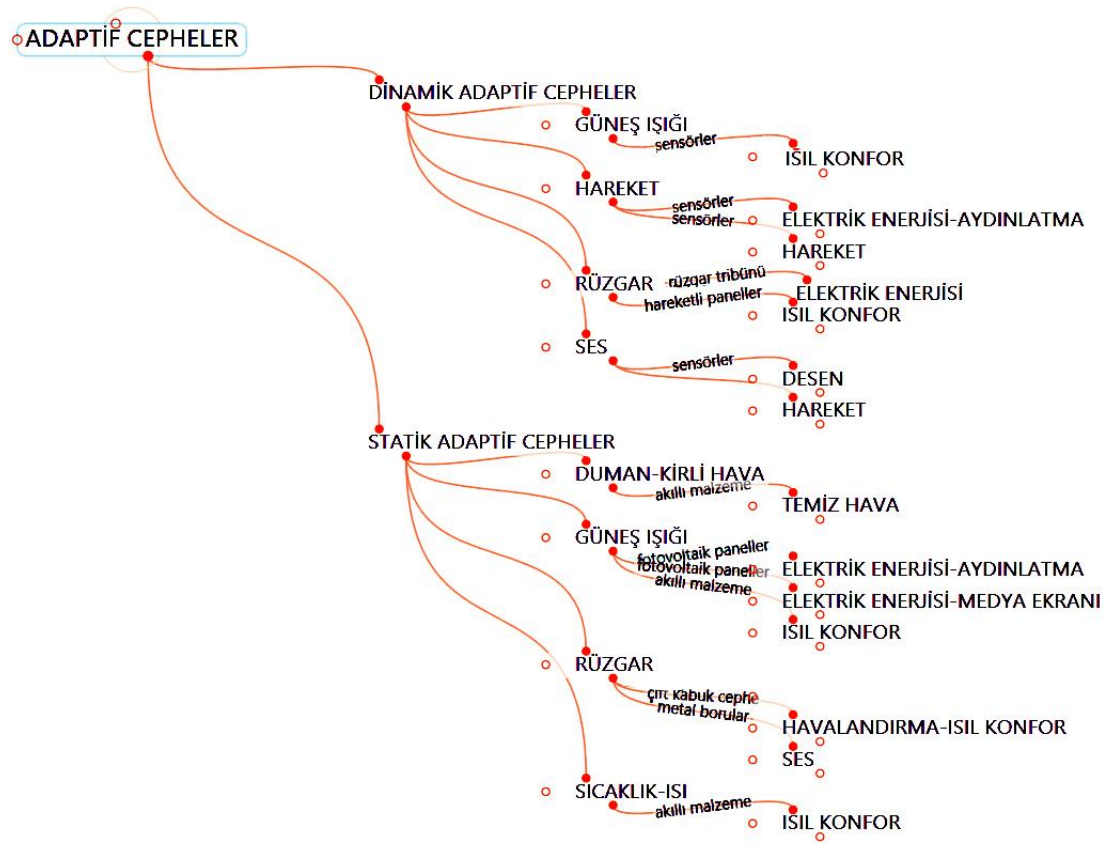 ADAPTİF CEPHELER
DİNAMİK ADAPTİF CEPHELER
GÜNEŞ IŞIĞI
sensörler
ISIL KONFOR
HAREKET
sensörler
sensörler
ELEKTRİK ENERJİSİ-AYDINLATMA
HAREKET
RÜZGAR
rüzgar tribünü
hareketli paneller
ELEKTRİK ENERJİSİ
ISIL KONFOR
SES
sensörler
DESEN
HAREKET
STATİK ADAPTİF CEPHELER
DUMAN-KİRLİ HAVA
akıllı malzeme
TEMİZ HAVA
GÜNEŞ IŞIĞI
fotovoltaik paneller
fotovoltaik paneller
akıllı malzeme
ELEKTRİK ENERJİSİ-AYDINLATMA
ELEKTRİK ENERJİSİ-MEDYA EKRANI
ISIL KONFOR
RÜZGAR
çift kabuk cephe
metal borular
HAVALANDIRMA-ISIL KONFOR
SES
SICAKLIK-ISI
akıllı malzeme
ISIL KONFOR